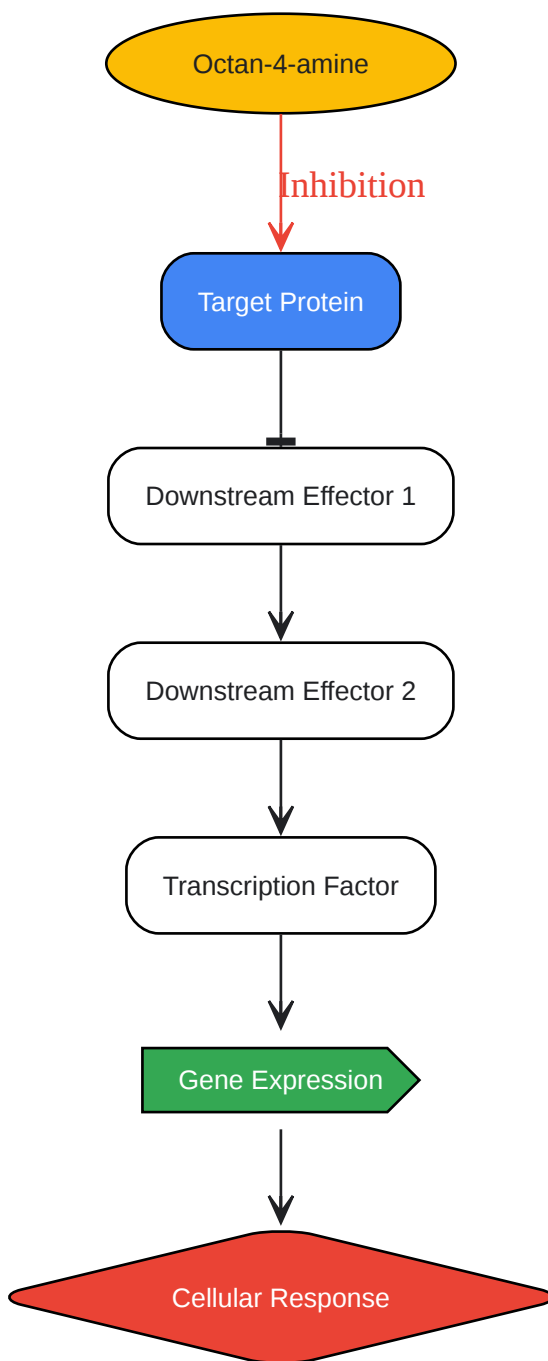 Octan-4-amine
Inhibition
Target Protein
Downstream Effector 1
Downstream Effector 2
Transcription Factor
Gene Expression
Cellular Response